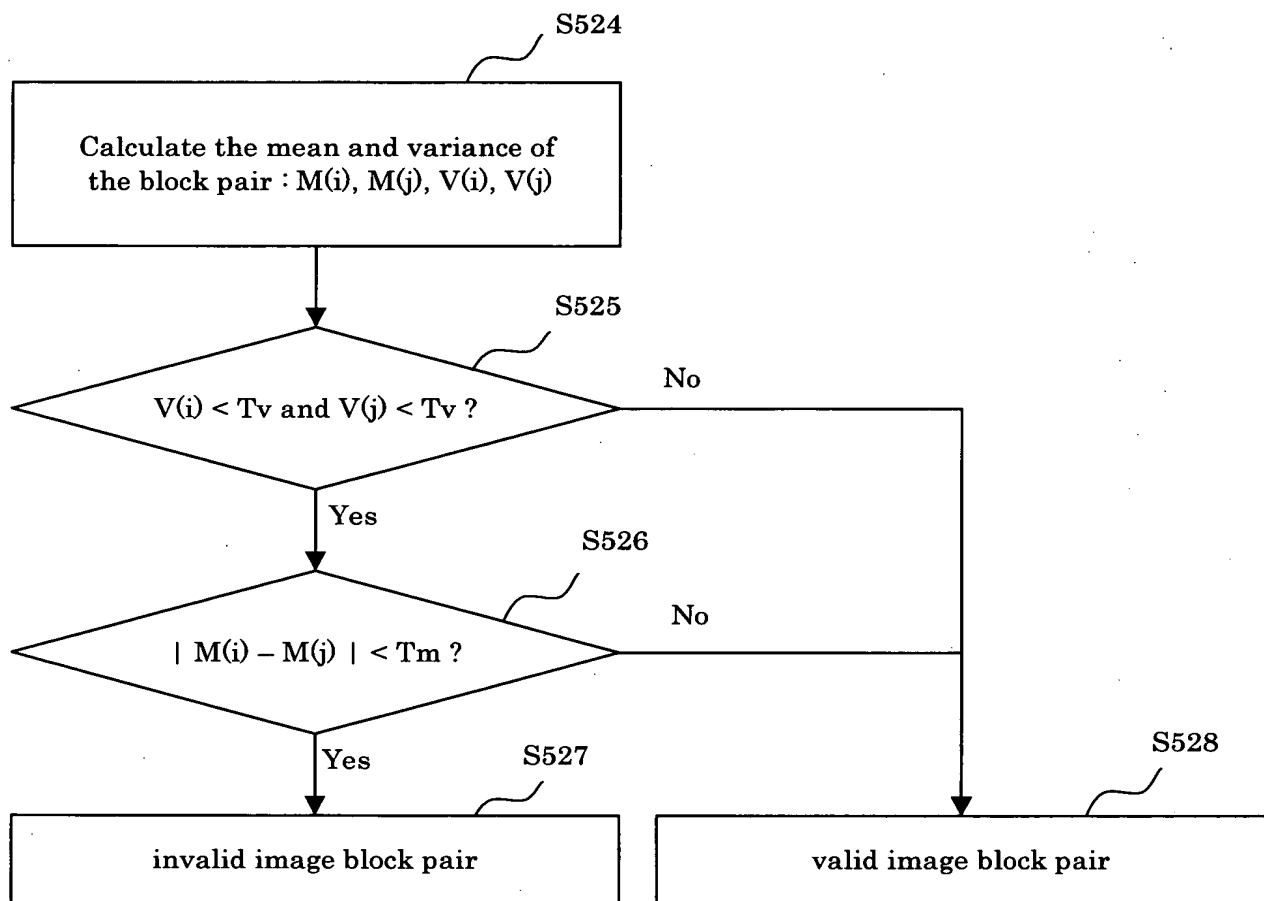 S524
Calculate the mean and variance of
the block pair : M(i), M(j), V(i), V(j)
S525
V(i) < Tv and V(j) < Tv ?
No
Yes
S526
| M(i) – M(j) | < Tm ?
No
Yes
S527
S528
invalid image block pair
valid image block pair